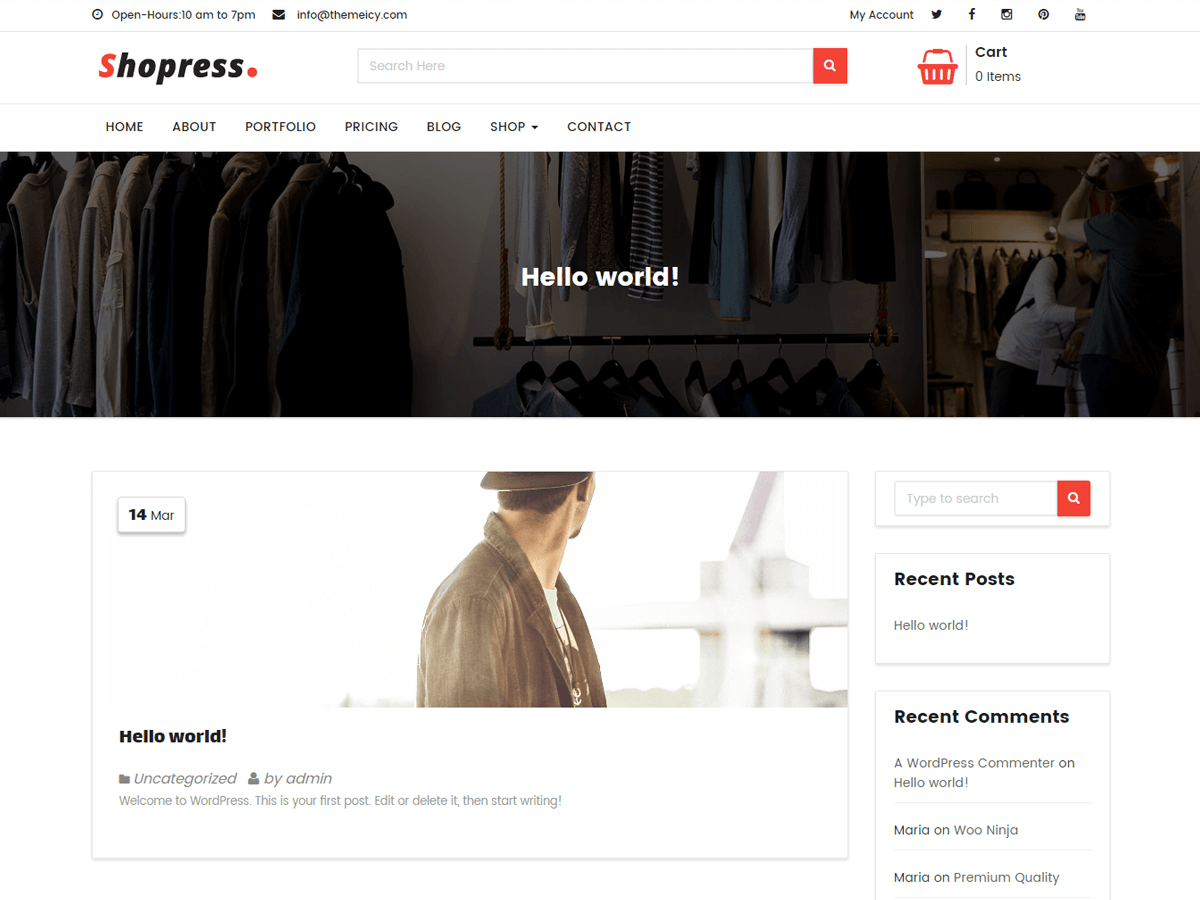 Open-Hours:10 am to 7pm info@themeicy.com My Account
Shopress.
Search Here
Cart
0 Items
HOME ABOUT PORTFOLIO PRICING BLOG SHOP CONTACT
Hello world!
14 Mar
Hello world!
Uncategorized by admin
Welcome to WordPress. This is your first post. Edit or delete it, then start writing!
Type to search
Recent Posts
Hello world!
Recent Comments
A WordPress Commenter on
Hello world!
Maria on Woo Ninja
Maria on Premium Quality